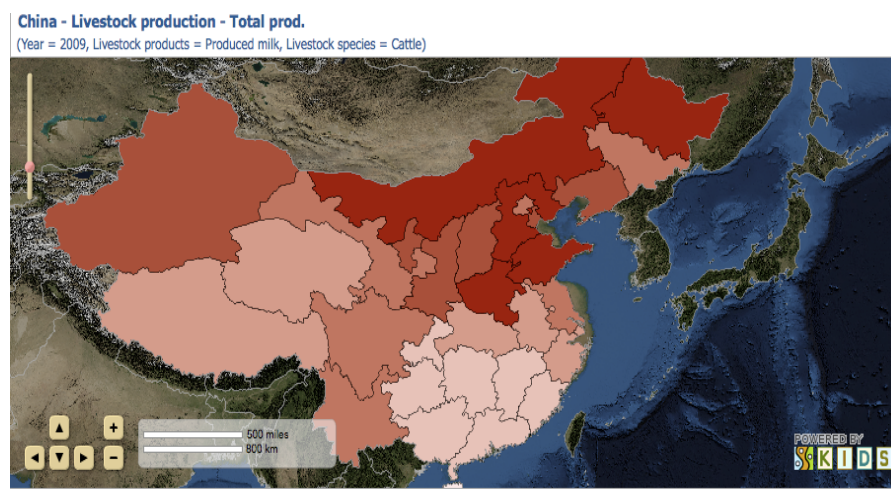 China - Livestock production - Total prod.
(Year = 2009, Livestock products = Produced milk, Livestock species = Cattle)
500 miles
800 km
POWERED BY
KIDS